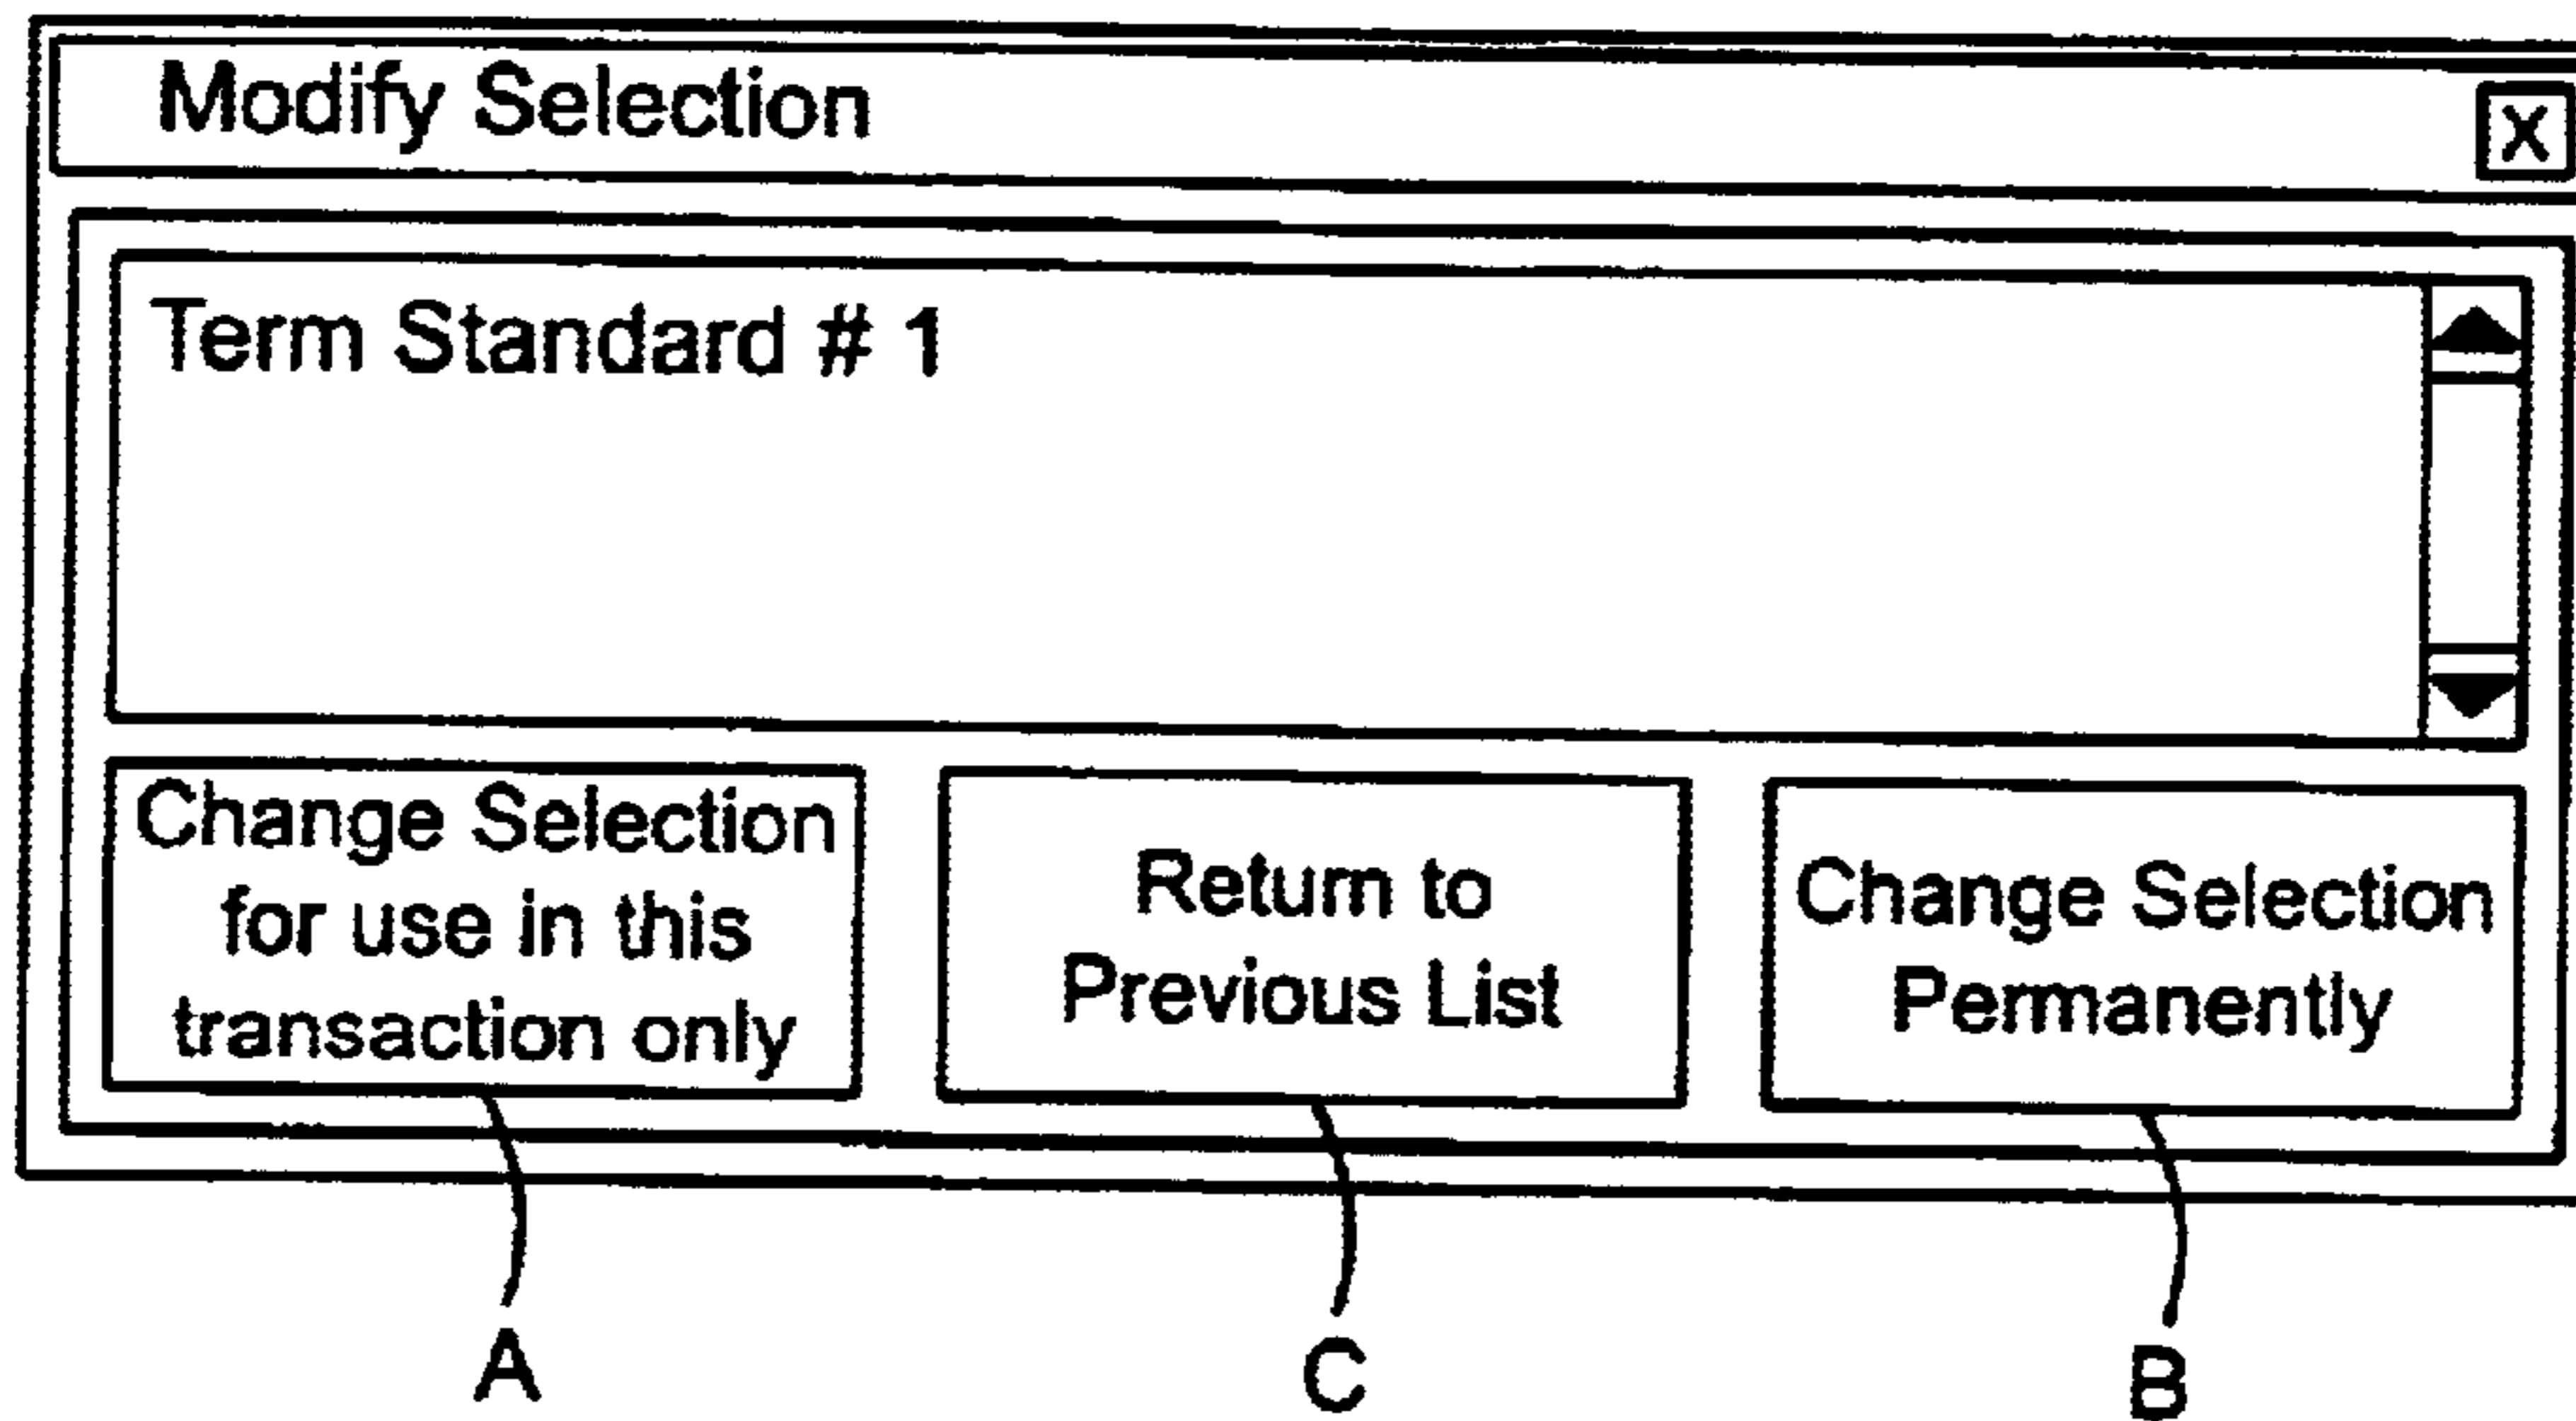 Modify Selection
X
Term Standard # 1
Change Selection
for use in this
transaction only
Return to
Previous List
Change Selection
Permanently
A
C
B